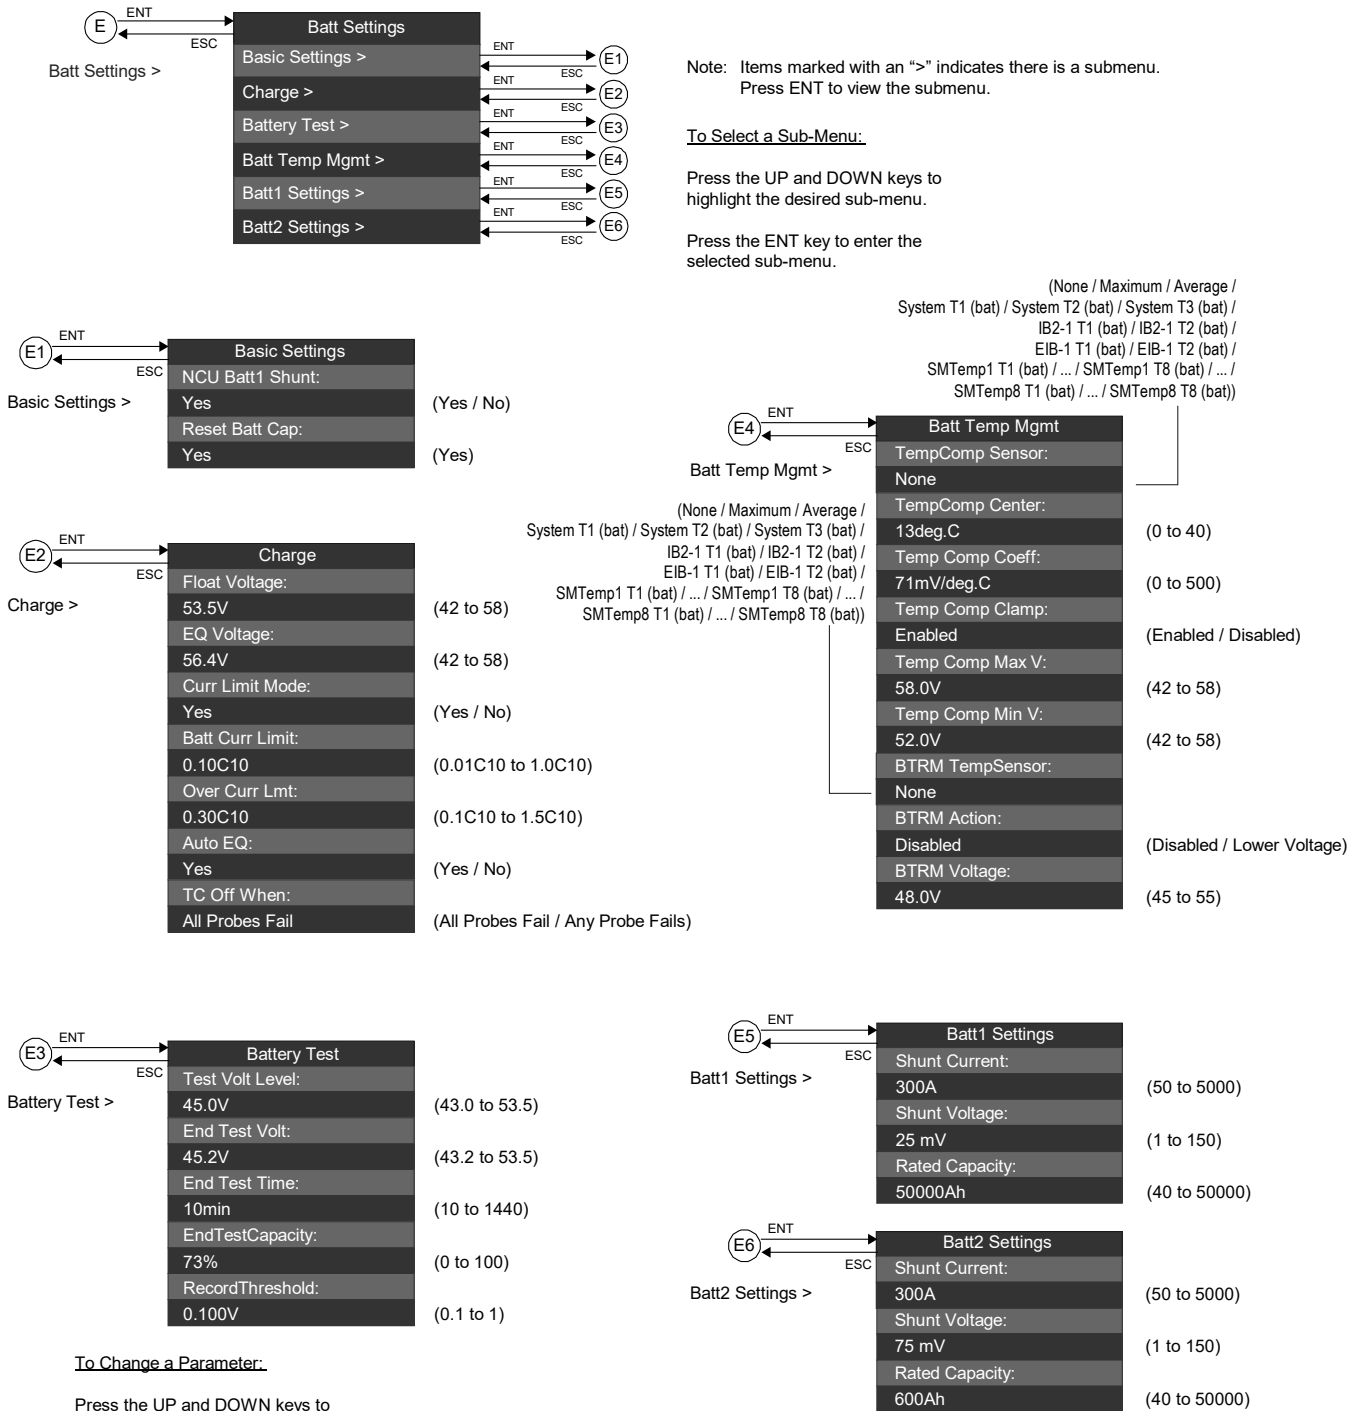 E
ENT
ESC
Batt Settings >
Batt Settings
Basic Settings >
ENT
ESC
E1
Charge >
ENT
ESC
E2
Battery Test >
ENT
ESC
E3
Batt Temp Mgmt >
ENT
ESC
E4
Batt1 Settings >
ENT
ESC
E5
Batt2 Settings >
ENT
ESC
E6
Note: Items marked with an “>” indicates there is a submenu.
Press ENT to view the submenu.
To Select a Sub-Menu:
Press the UP and DOWN keys to
highlight the desired sub-menu.
Press the ENT key to enter the
selected sub-menu.
E1
ENT
ESC
Basic Settings >
Basic Settings
NCU Batt1 Shunt:
Yes (Yes / No)
Reset Batt Cap:
Yes (Yes)
E2
ENT
ESC
Charge >
Charge
Float Voltage:
53.5V (42 to 58)
EQ Voltage:
56.4V (42 to 58)
Curr Limit Mode:
Yes (Yes / No)
Batt Curr Limit:
0.10C10 (0.01C10 to 1.0C10)
Over Curr Lmt:
0.30C10 (0.1C10 to 1.5C10)
Auto EQ:
Yes (Yes / No)
TC Off When:
All Probes Fail (All Probes Fail / Any Probe Fails)
E3
ENT
ESC
Battery Test >
Battery Test
Test Volt Level:
45.0V (43.0 to 53.5)
End Test Volt:
45.2V (43.2 to 53.5)
End Test Time:
10min (10 to 1440)
EndTestCapacity:
73% (0 to 100)
RecordThreshold:
0.100V (0.1 to 1)
To Change a Parameter:
Press the UP and DOWN keys to
(None / Maximum / Average /
System T1 (bat) / System T2 (bat) / System T3 (bat) /
IB2-1 T1 (bat) / IB2-1 T2 (bat) /
EIB-1 T1 (bat) / EIB-1 T2 (bat) /
SMTemp1 T1 (bat) / ... / SMTemp1 T8 (bat) / ... /
SMTemp8 T1 (bat) / ... / SMTemp8 T8 (bat))
E4
ENT
ESC
Batt Temp Mgmt >
Batt Temp Mgmt
TempComp Sensor:
None
TempComp Center:
13deg.C (0 to 40)
Temp Comp Coeff:
71mV/deg.C (0 to 500)
Temp Comp Clamp:
Enabled (Enabled / Disabled)
Temp Comp Max V:
58.0V (42 to 58)
Temp Comp Min V:
52.0V (42 to 58)
BTRM TempSensor:
None
(None / Maximum / Average /
System T1 (bat) / System T2 (bat) / System T3 (bat) /
IB2-1 T1 (bat) / IB2-1 T2 (bat) /
EIB-1 T1 (bat) / EIB-1 T2 (bat) /
SMTemp1 T1 (bat) / ... / SMTemp1 T8 (bat) / ... /
SMTemp8 T1 (bat) / ... / SMTemp8 T8 (bat))
BTRM Action:
Disabled (Disabled / Lower Voltage)
BTRM Voltage:
48.0V (45 to 55)
E5
ENT
ESC
Batt1 Settings >
Batt1 Settings
Shunt Current:
300A (50 to 5000)
Shunt Voltage:
25 mV (1 to 150)
Rated Capacity:
50000Ah (40 to 50000)
E6
ENT
ESC
Batt2 Settings >
Batt2 Settings
Shunt Current:
300A (50 to 5000)
Shunt Voltage:
75 mV (1 to 150)
Rated Capacity:
600Ah (40 to 50000)